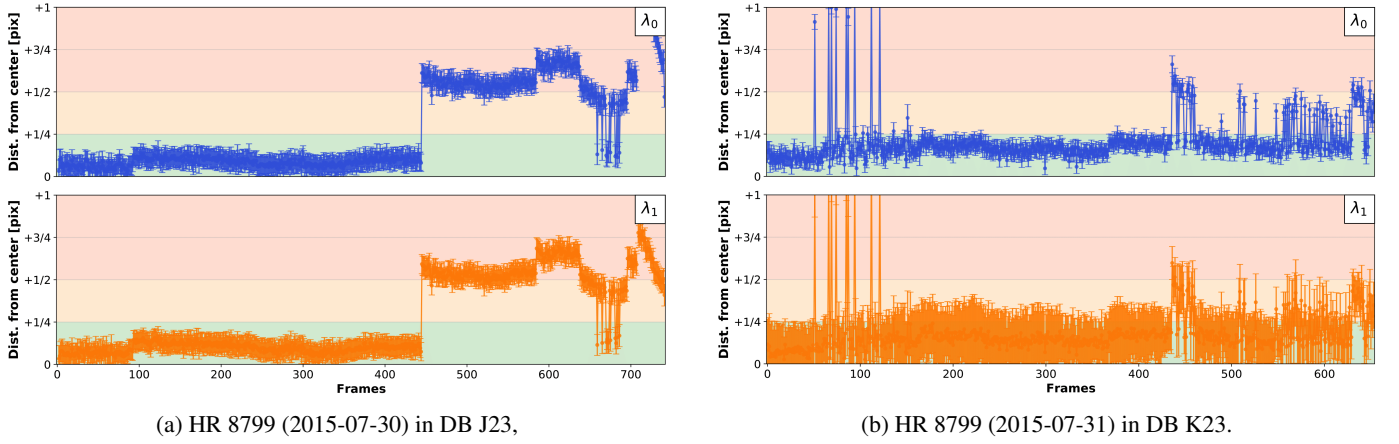 Dist. from center [pix]
+1
+3/4
+1/2
+1/4
0
λ0
Dist. from center [pix]
+1
+3/4
+1/2
+1/4
0
λ1
0 100 200 300 400 500 600 700
Frames
(a) HR 8799 (2015-07-30) in DB J23,
Dist. from center [pix]
+1
+3/4
+1/2
+1/4
0
λ0
Dist. from center [pix]
+1
+3/4
+1/2
+1/4
0
λ1
0 100 200 300 400 500 600
Frames
(b) HR 8799 (2015-07-31) in DB K23.